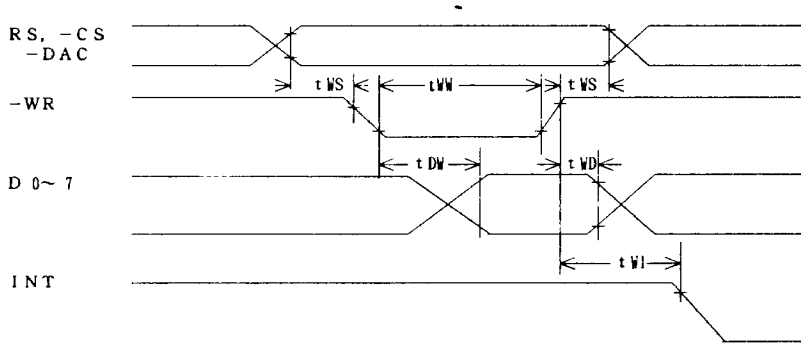 RS, -CS
-DAC
tWS
tWW
tWS
-WR
tDW
tWD
D 0~ 7
tWI
INT